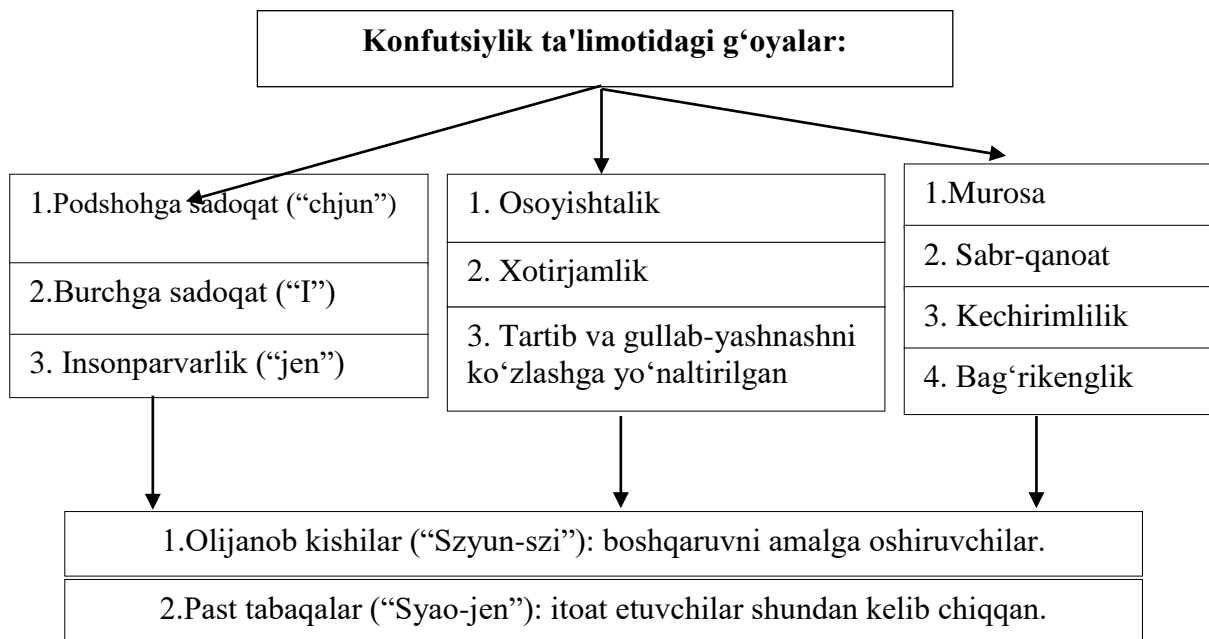 Konfutsiylik ta'limotidagi g‘oyalar:
1.Podshohga sadoqat (“chjun”)
2.Burchga sadoqat (“I”)
3. Insonparvarlik (“jen”)
1. Osoyishtalik
2. Xotirjamlik
3. Tartib va gullab-yashnashni
ko‘zlashga yo‘naltirilgan
1.Murosa
2. Sabr-qanoat
3. Kechirimlilik
4. Bag‘rikenglik
1.Olijanob kishilar (“Szyun-szi”): boshqaruvni amalga oshiruvchilar.
2.Past tabaqalar (“Syao-jen”): itoat etuvchilar shundan kelib chiqqan.